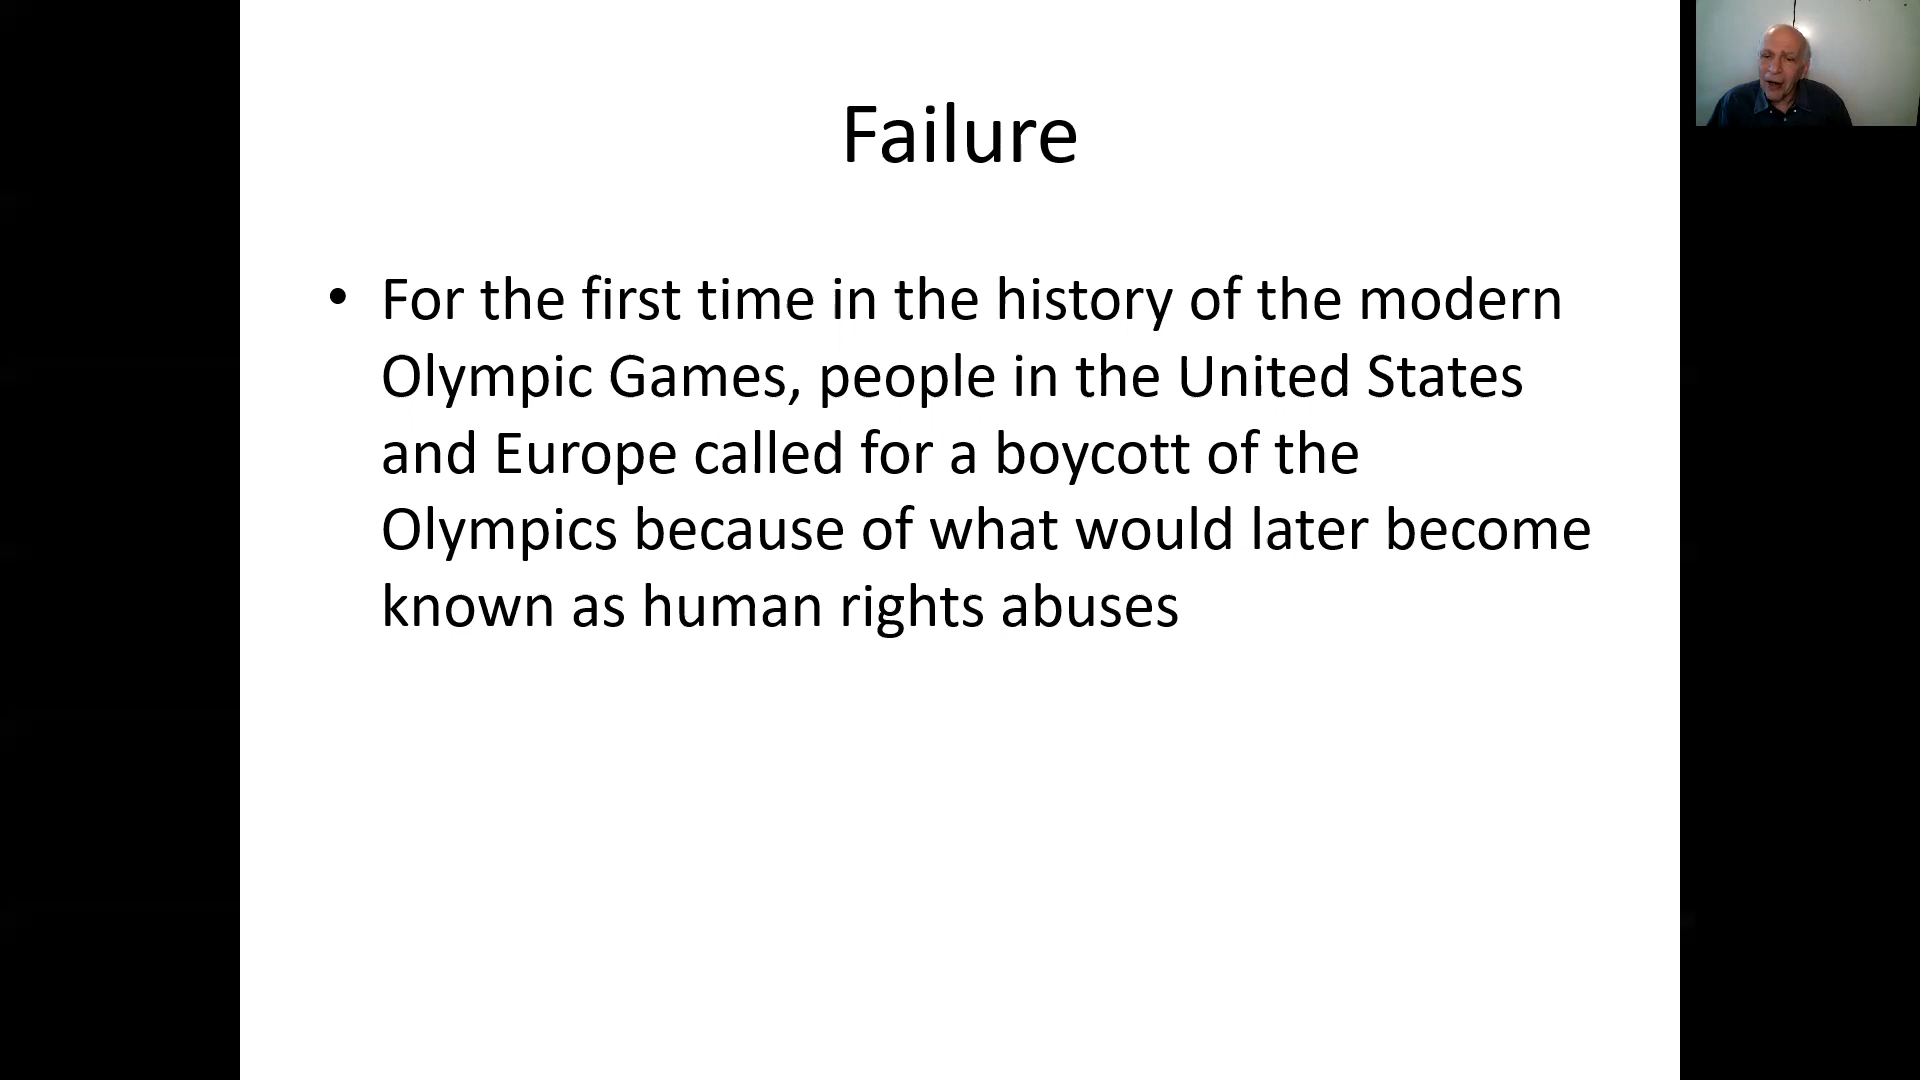 Failure
• For the first time in the history of the modern
Olympic Games, people in the United States
and Europe called for a boycott of the
Olympics because of what would later become
known as human rights abuses